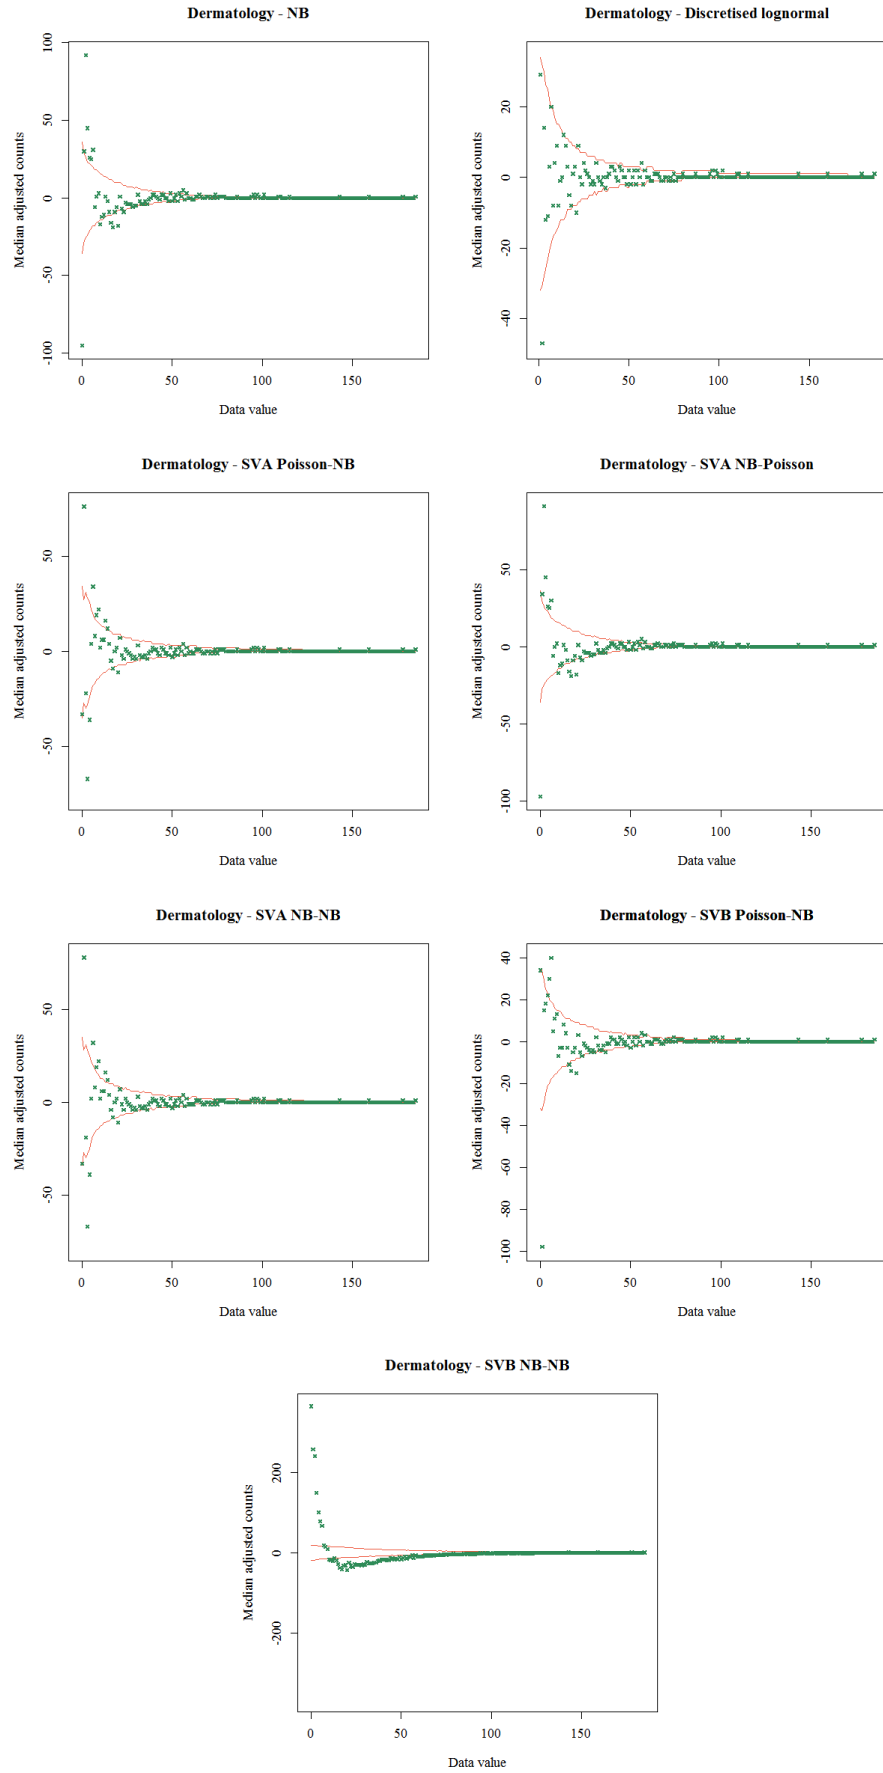 Dermatology - NB
Median adjusted counts
100
50
0
-50
-100
0 50 100 150
Data value
Dermatology - Discretised lognormal
Median adjusted counts
20
0
-20
-40
0 50 100 150
Data value
Dermatology - SVA Poisson-NB
Median adjusted counts
50
0
-50
0 50 100 150
Data value
Dermatology - SVA NB-Poisson
Median adjusted counts
50
0
-50
-100
0 50 100 150
Data value
Dermatology - SVA NB-NB
Median adjusted counts
50
0
-50
0 50 100 150
Data value
Dermatology - SVB Poisson-NB
Median adjusted counts
40
20
0
-20
-40
-60
-80
-100
0 50 100 150
Data value
Dermatology - SVB NB-NB
Median adjusted counts
200
0
-200
0 50 100 150
Data value